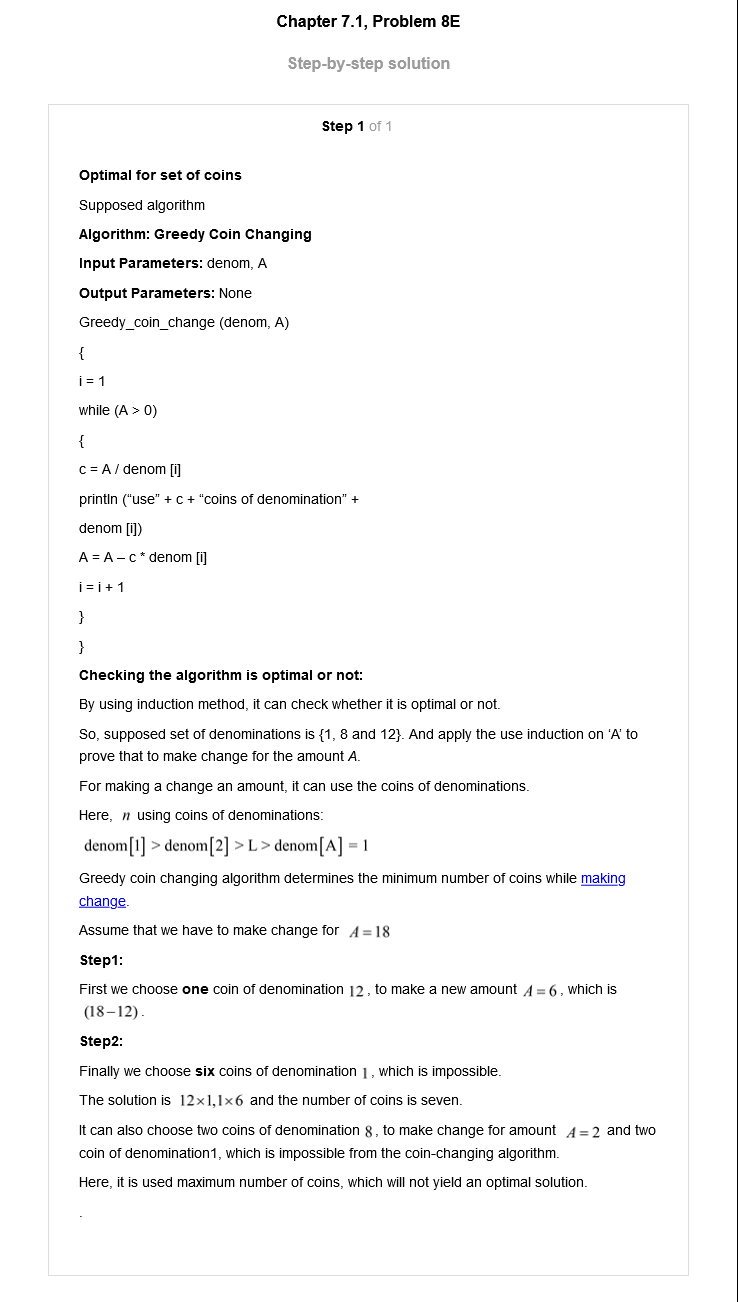 Chapter 7.1, Problem 8E
Step-by-step solution
Step 1 of 1
Optimal for set of coins
Supposed algorithm
Algorithm: Greedy Coin Changing
Input Parameters: denom, A
Output Parameters: None
Greedy_coin_change (denom, A)
{
i = 1
while (A > 0)
{
c = A / denom [i]
println (“use” + c + “coins of denomination” +
denom [i])
A = A – c * denom [i]
i = i + 1
}
}
Checking the algorithm is optimal or not:
By using induction method, it can check whether it is optimal or not.
So, supposed set of denominations is {1, 8 and 12}. And apply the use induction on ‘A’ to
prove that to make change for the amount A.
For making a change an amount, it can use the coins of denominations.
Here, n using coins of denominations:
denom[1] > denom[2] > L > denom[A] = 1
Greedy coin changing algorithm determines the minimum number of coins while making
change.
Assume that we have to make change for A = 18
Step1:
First we choose one coin of denomination 12 , to make a new amount A = 6 , which is
(18−12) .
Step2:
Finally we choose six coins of denomination 1 , which is impossible.
The solution is 12×1,1×6 and the number of coins is seven.
It can also choose two coins of denomination 8 , to make change for amount A = 2 and two
coin of denomination1, which is impossible from the coin-changing algorithm.
Here, it is used maximum number of coins, which will not yield an optimal solution.
.